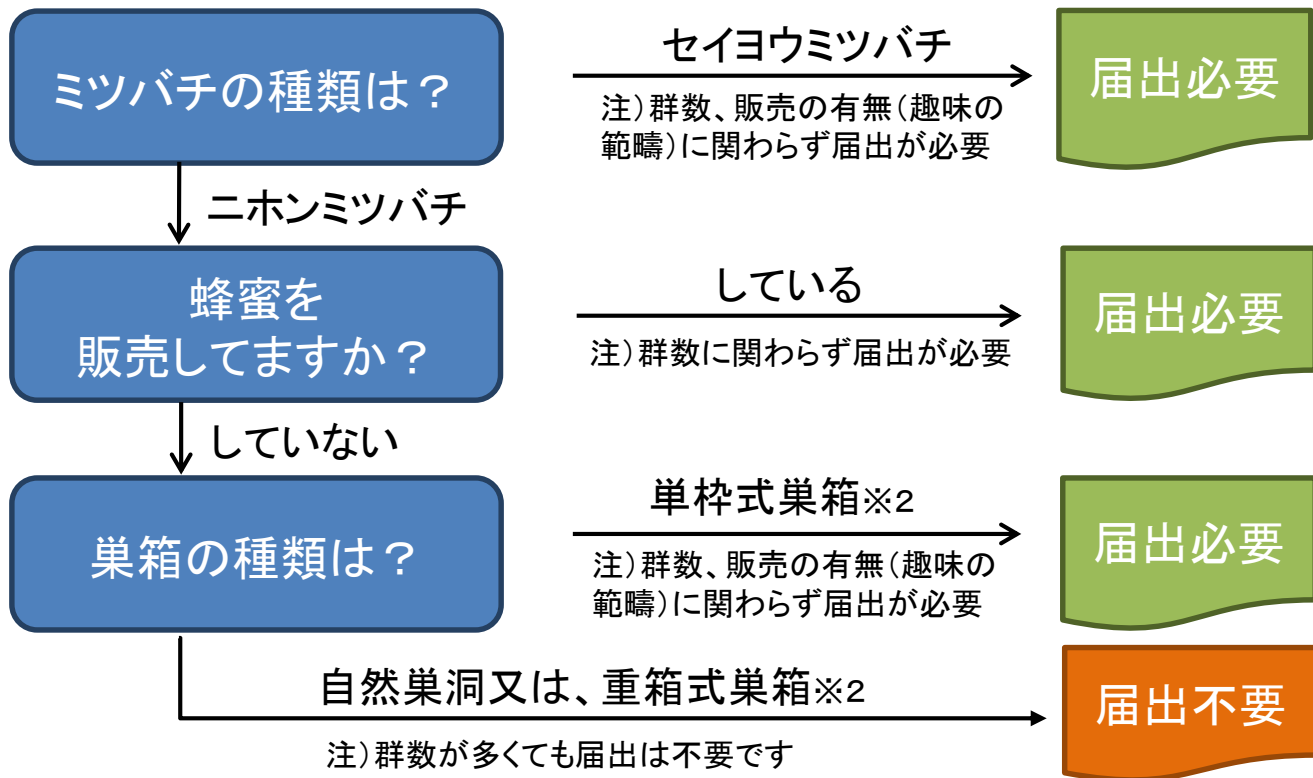 ミツバチの種類は？
セイヨウミツバチ
注）群数、販売の有無（趣味の
範疇）に関わらず届出が必要
届出必要
ニホンミツバチ
蜂蜜を
販売してますか？
している
注）群数に関わらず届出が必要
届出必要
していない
巣箱の種類は？
単枠式巣箱※2
注）群数、販売の有無（趣味の
範疇）に関わらず届出が必要
届出必要
自然巣洞又は、重箱式巣箱※2
注）群数が多くても届出は不要です
届出不要